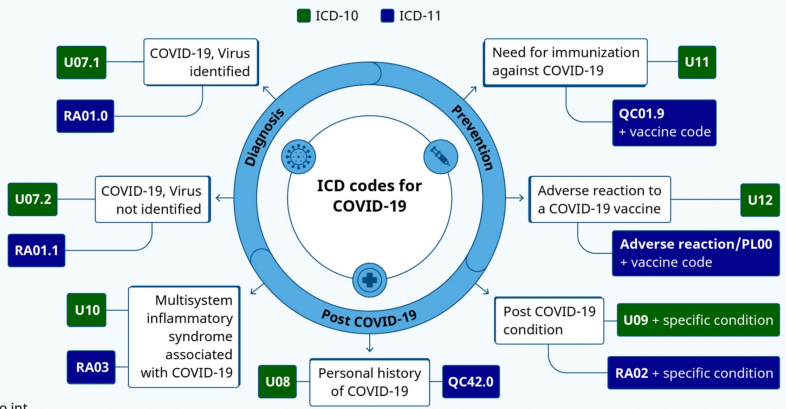 ICD-10
ICD-11
U07.1
COVID-19, Virus
identified
RA01.0
Need for immunization
against COVID-19
U11
QC01.9
+ vaccine code
Diagnosis
Prevention
ICD codes for
COVID-19
U07.2
COVID-19, Virus
not identified
RA01.1
Adverse reaction to
a COVID-19 vaccine
U12
Adverse reaction/PL00
+ vaccine code
U10
Multisystem
inflammatory
syndrome
associated
with COVID-19
RA03
Post COVID-19
Post COVID-19
condition
U09 + specific condition
RA02 + specific condition
U08
Personal history
of COVID-19
QC42.0